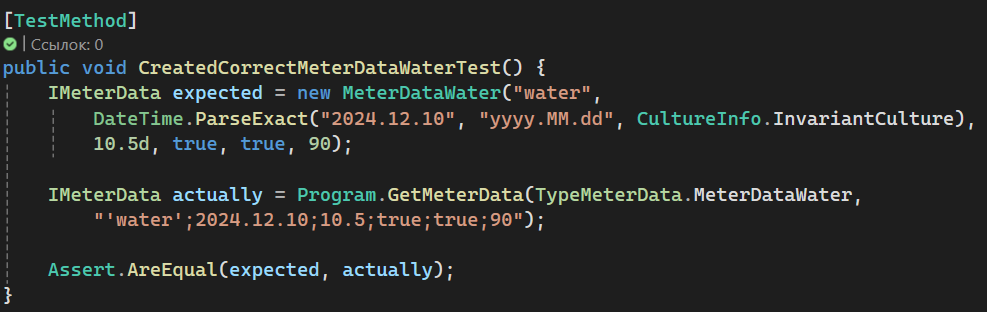 [TestMethod]
| Ссылок: 0
public void CreatedCorrectMeterDataWaterTest() {
IMeterData expected = new MeterDataWater("water",
DateTime.ParseExact("2024.12.10", "yyyy.MM.dd", CultureInfo.InvariantCulture),
10.5d, true, true, 90);
IMeterData actually = Program.GetMeterData(TypeMeterData.MeterDataWater,
"'water';2024.12.10;10.5;true;true;90");
Assert.AreEqual(expected, actually);
}